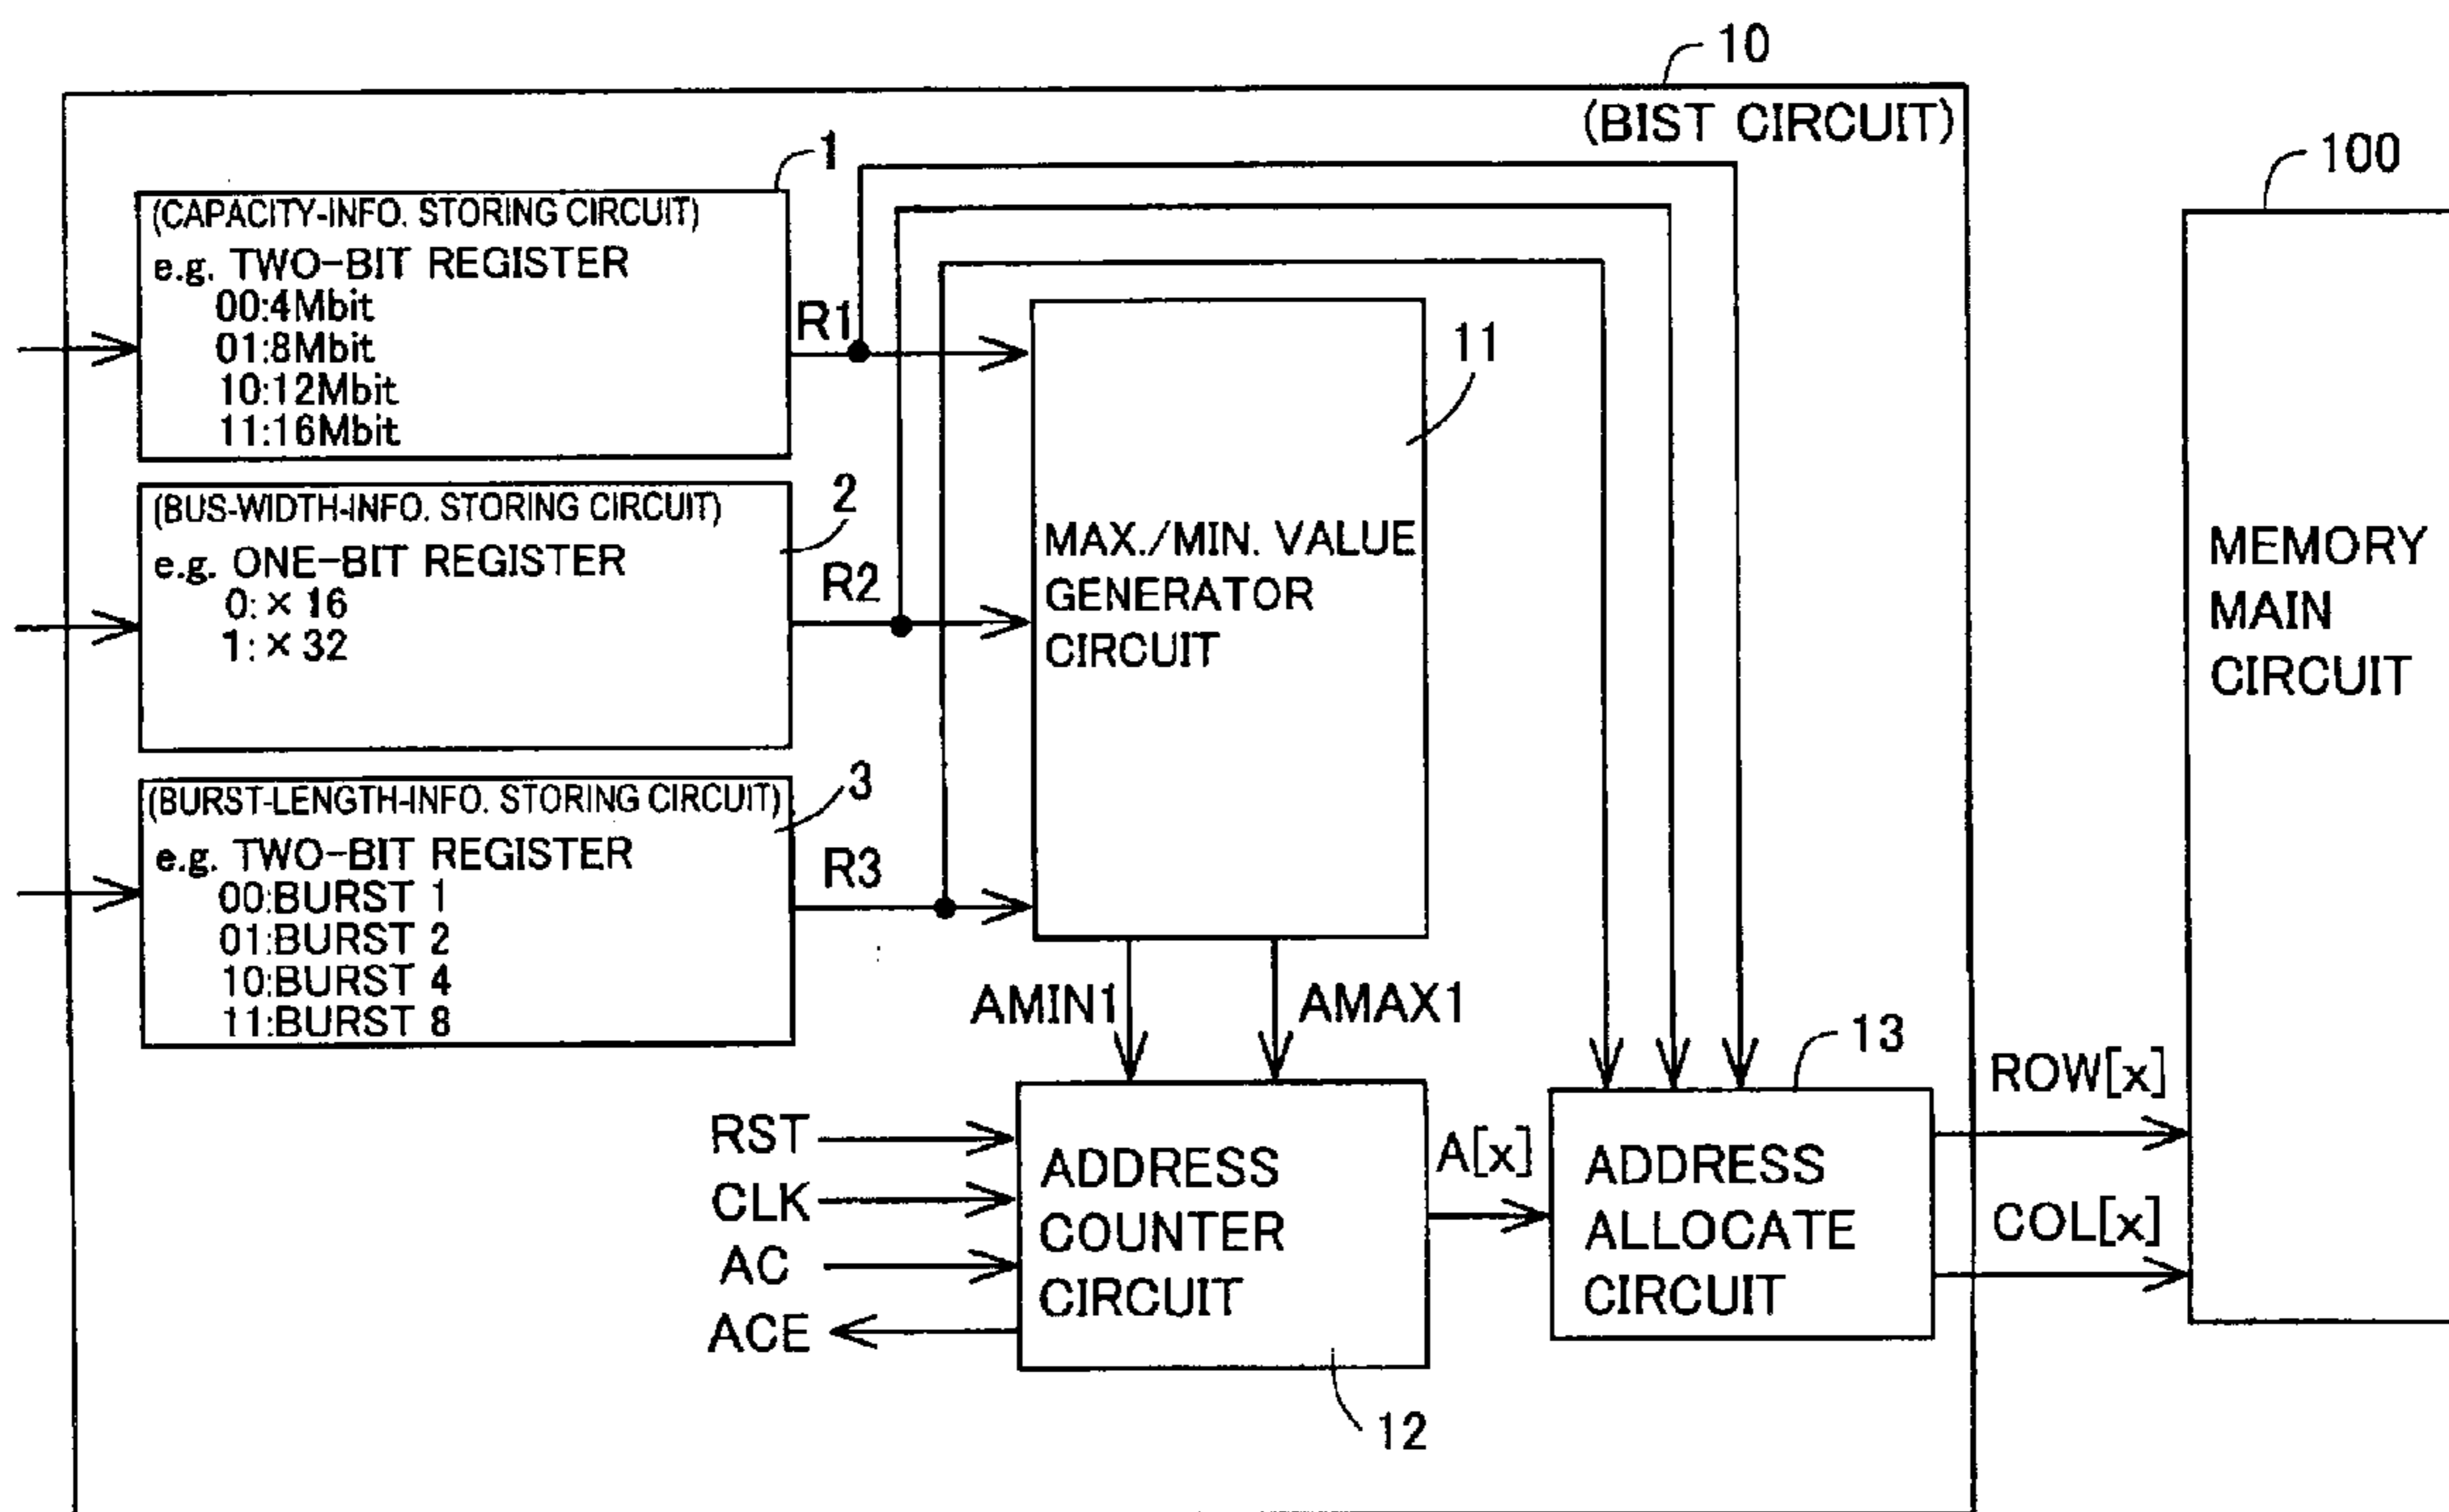 10
(BIST CIRCUIT)
1
100
(CAPACITY-INFO. STORING CIRCUIT)
e.g. TWO-BIT REGISTER
00:4Mbit
01:8Mbit
10:12Mbit
11:16Mbit
R1
11
(BUS-WIDTH-INFO. STORING CIRCUIT)
2
e.g. ONE-BIT REGISTER
0:×16
1:×32
R2
MAX./MIN. VALUE
GENERATOR
CIRCUIT
MEMORY
MAIN
CIRCUIT
(BURST-LENGTH-INFO. STORING CIRCUIT)
3
e.g. TWO-BIT REGISTER
00:BURST 1
01:BURST 2
10:BURST 4
11:BURST 8
R3
AMIN1
AMAX1
13
RST
CLK
AC
ACE
ADDRESS
COUNTER
CIRCUIT
A[x]
ADDRESS
ALLOCATE
CIRCUIT
ROW[x]
COL[x]
12